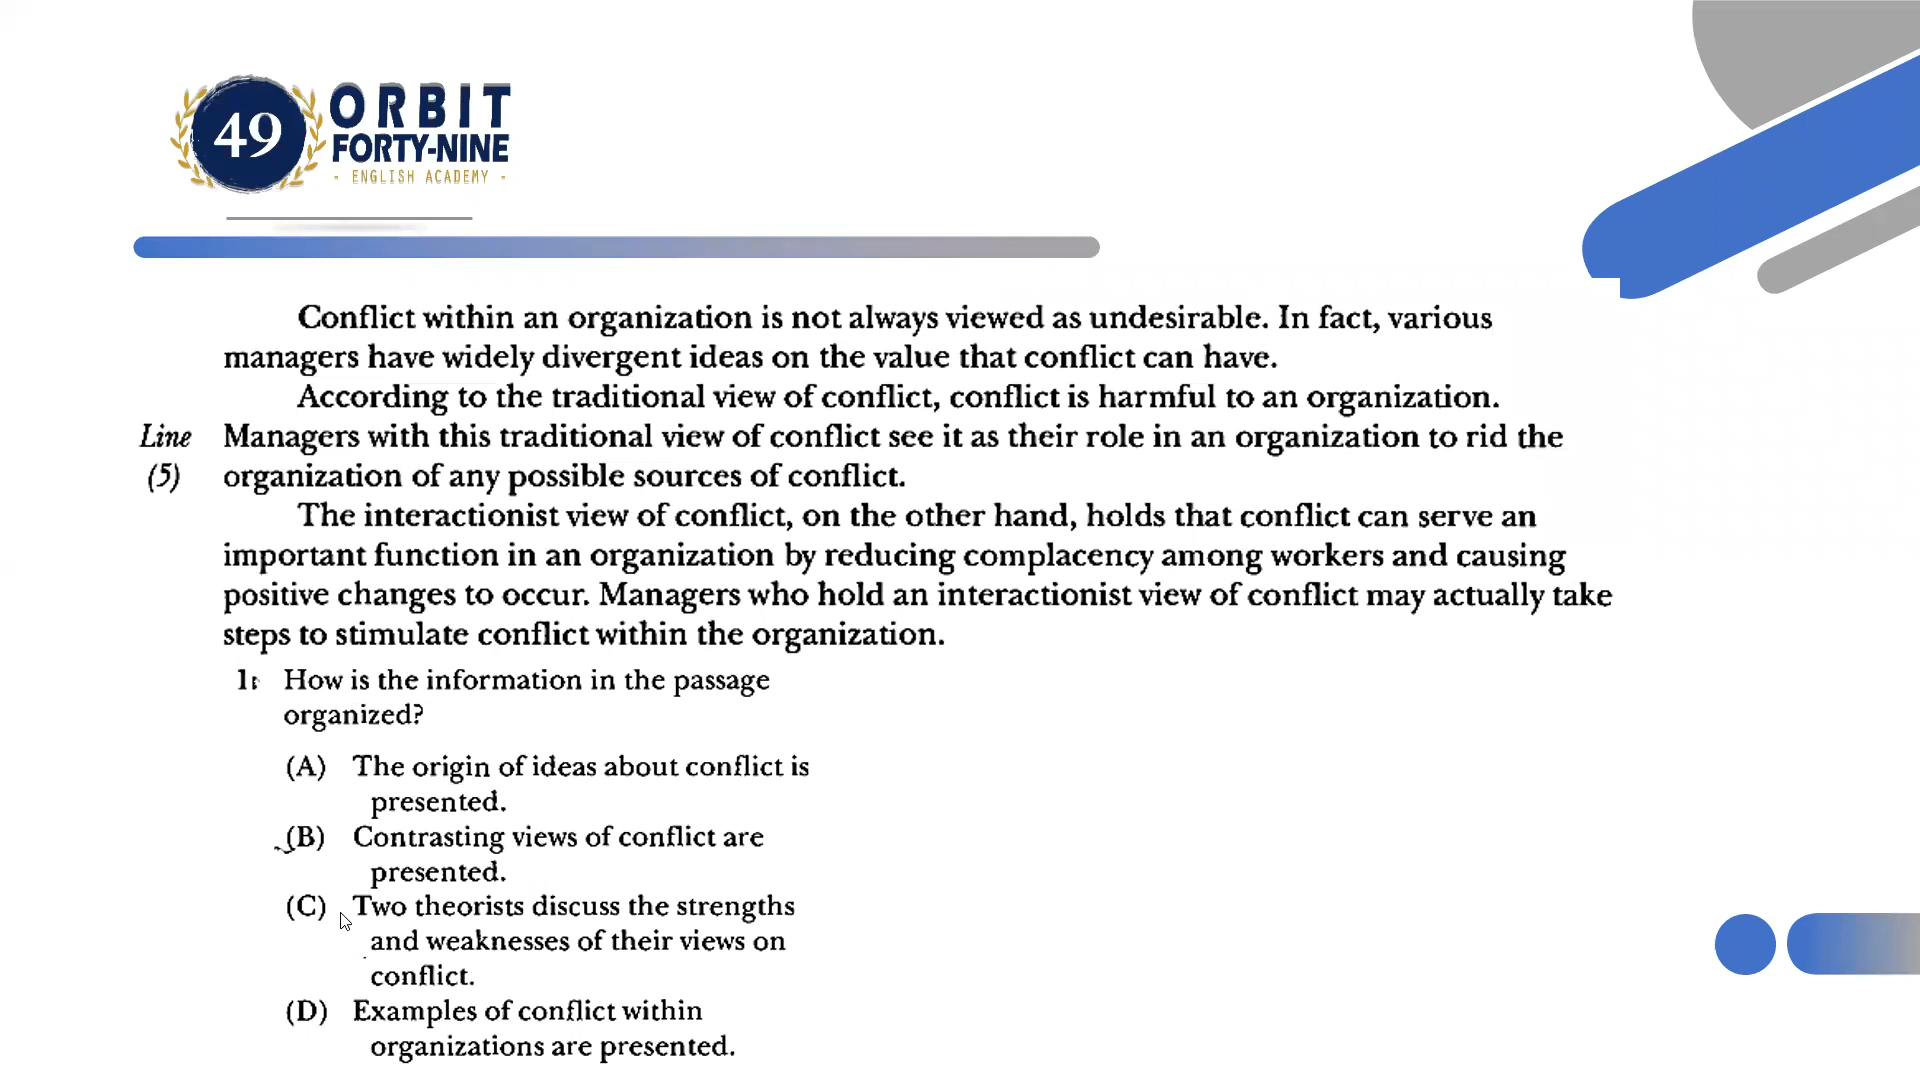 49 ORBIT
FORTY-NINE
- ENGLISH ACADEMY -
Conflict within an organization is not always viewed as undesirable. In fact, various
managers have widely divergent ideas on the value that conflict can have.
According to the traditional view of conflict, conflict is harmful to an organization.
Line Managers with this traditional view of conflict see it as their role in an organization to rid the
(5) organization of any possible sources of conflict.
The interactionist view of conflict, on the other hand, holds that conflict can serve an
important function in an organization by reducing complacency among workers and causing
positive changes to occur. Managers who hold an interactionist view of conflict may actually take
steps to stimulate conflict within the organization.
1. How is the information in the passage
organized?
(A) The origin of ideas about conflict is
presented.
(B) Contrasting views of conflict are
presented.
(C) Two theorists discuss the strengths
and weaknesses of their views on
conflict.
(D) Examples of conflict within
organizations are presented.